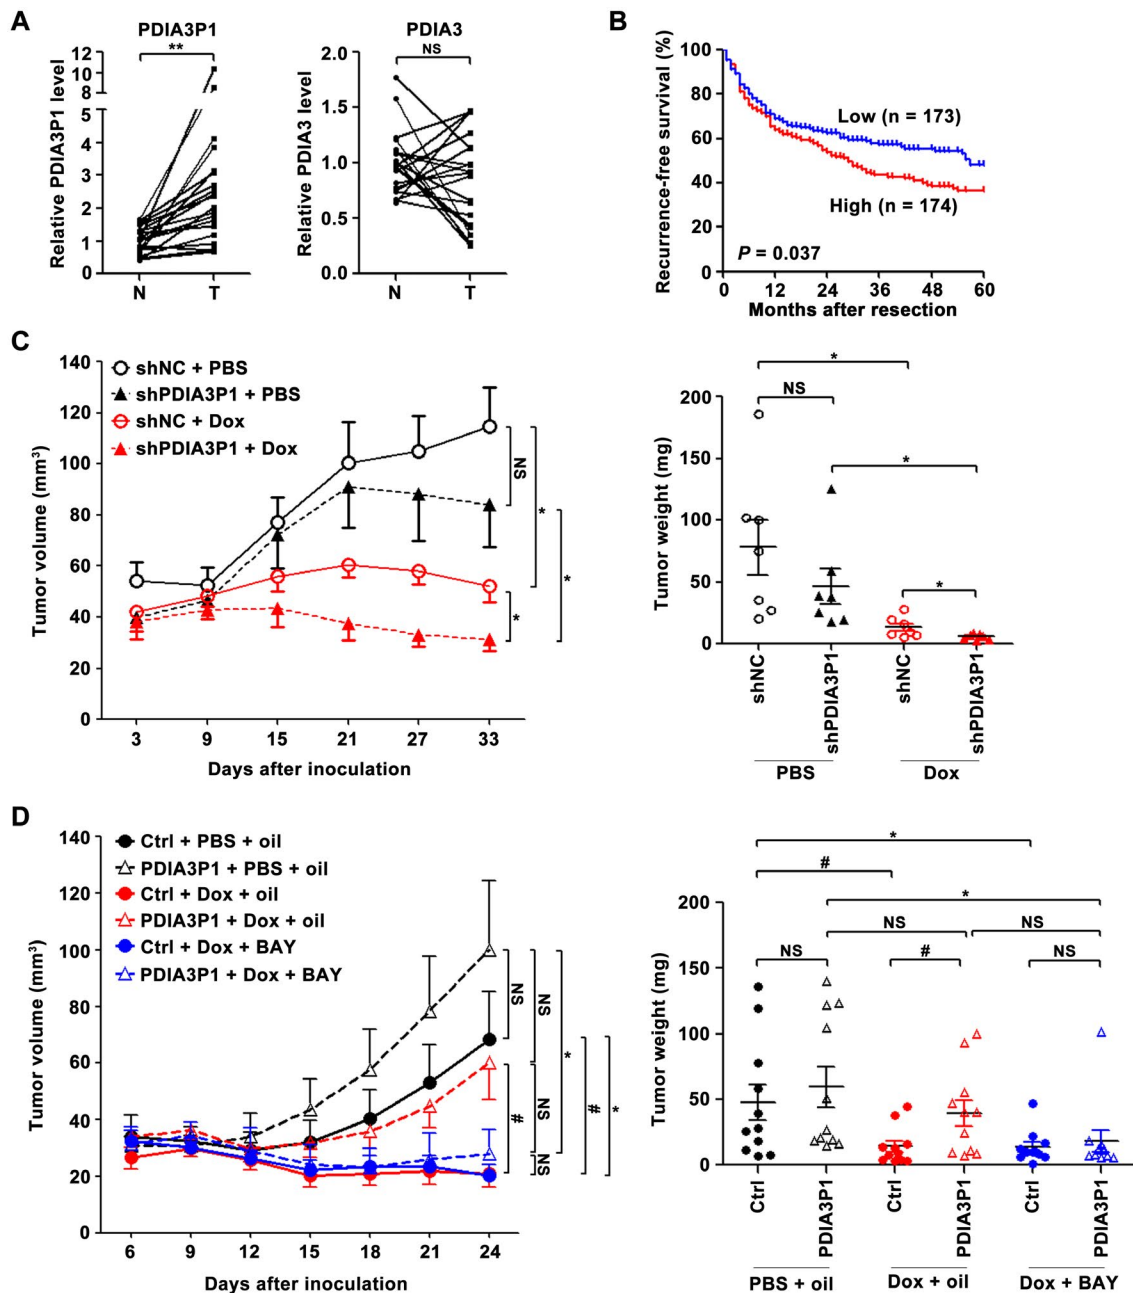 A
PDIA3P1
**
Relative PDIA3P1 level
12
10
8
5
4
3
2
1
0
N
T
PDIA3
NS
Relative PDIA3 level
2.0
1.5
1.0
0.5
0.0
N
T
B
Recurrence-free survival (%)
100
80
60
40
20
0
Low (n = 173)
High (n = 174)
P = 0.037
0
12
24
36
48
60
Months after resection
C
shNC + PBS
shPDIA3P1 + PBS
shNC + Dox
shPDIA3P1 + Dox
Tumor volume (mm³)
140
120
100
80
60
40
20
0
NS
*
*
*
3
9
15
21
27
33
Days after inoculation
*
NS
*
*
Tumor weight (mg)
200
150
100
50
0
shNC
shPDIA3P1
shNC
shPDIA3P1
PBS
Dox
D
Ctrl + PBS + oil
PDIA3P1 + PBS + oil
Ctrl + Dox + oil
PDIA3P1 + Dox + oil
Ctrl + Dox + BAY
PDIA3P1 + Dox + BAY
Tumor volume (mm³)
140
120
100
80
60
40
20
0
NS
NS
*
#
NS
NS
#
*
6
9
12
15
18
21
24
Days after inoculation
*
#
*
NS
NS
NS
#
NS
Tumor weight (mg)
200
150
100
50
0
Ctrl
PDIA3P1
Ctrl
PDIA3P1
Ctrl
PDIA3P1
PBS + oil
Dox + oil
Dox + BAY